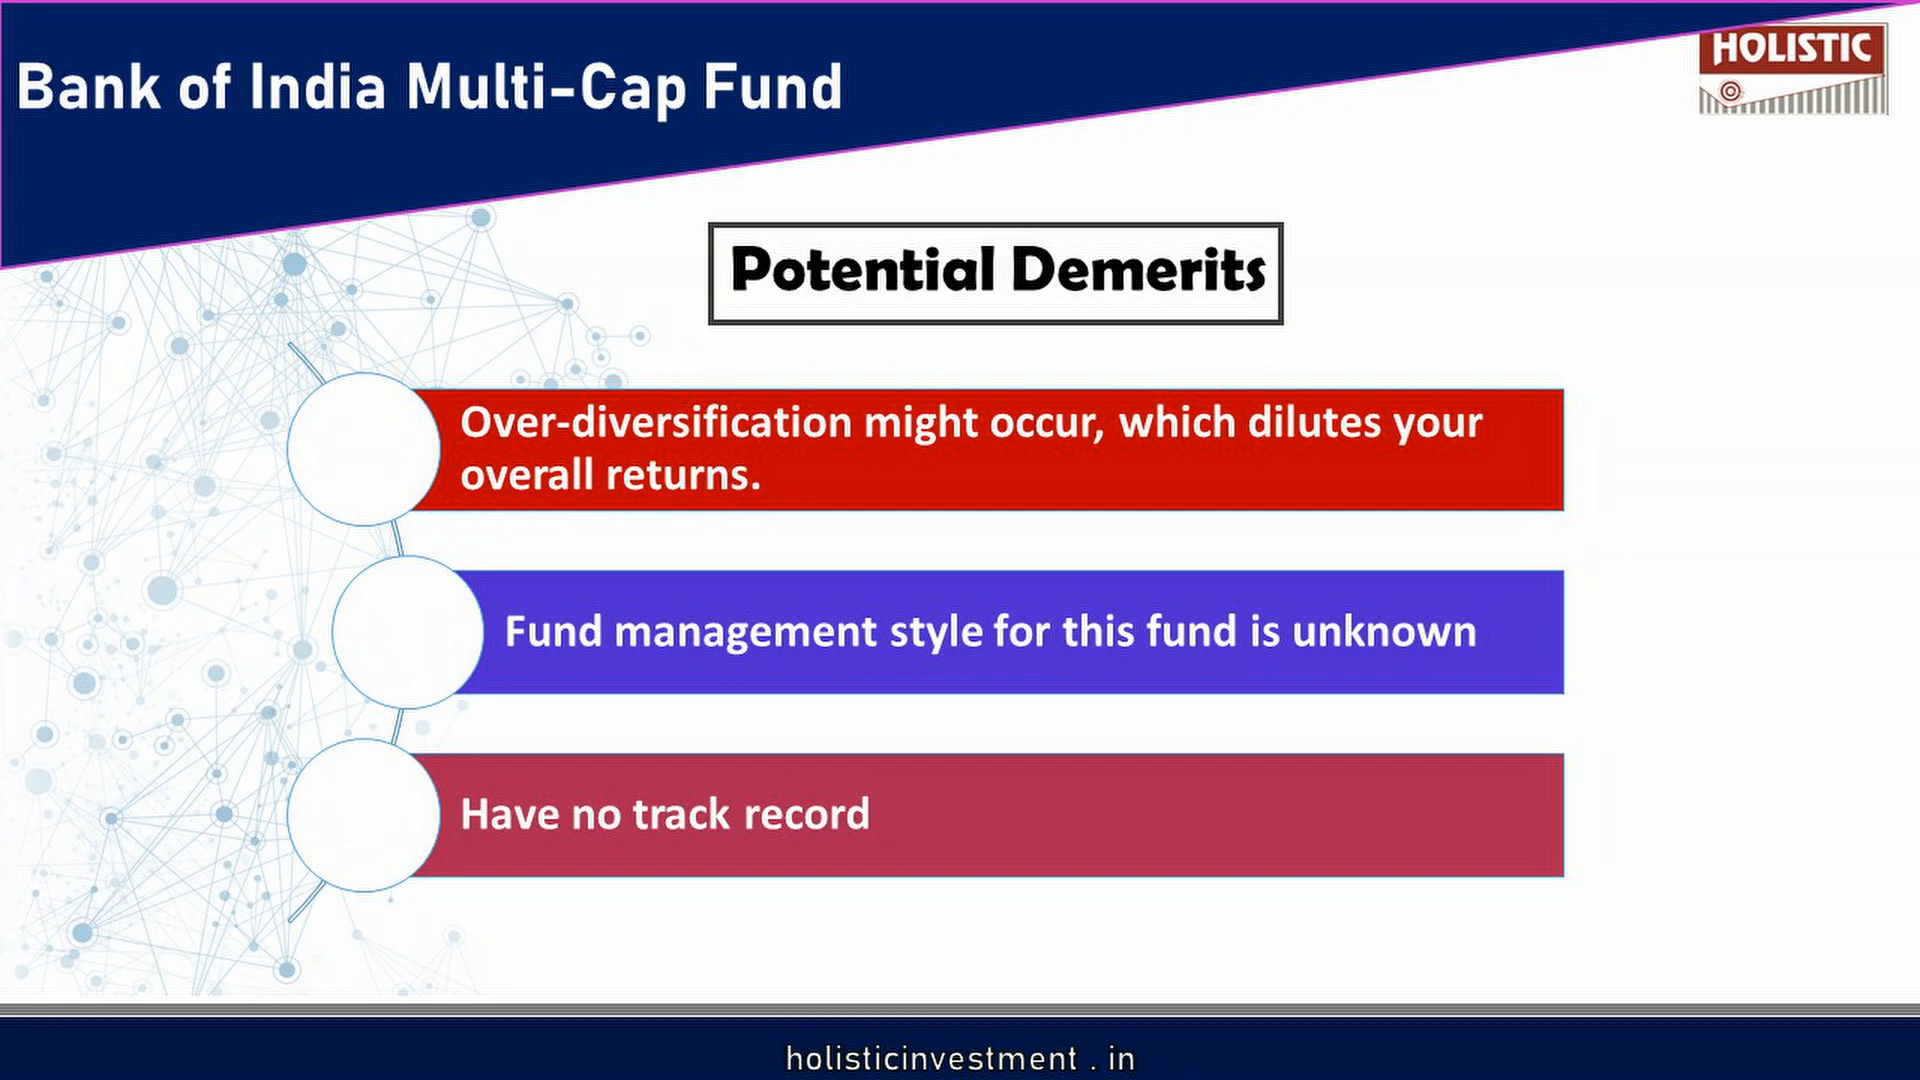 Bank of India Multi-Cap Fund
HOLISTIC
Potential Demerits
Over-diversification might occur, which dilutes your
overall returns.
Fund management style for this fund is unknown
Have no track record
holisticinvestment . in